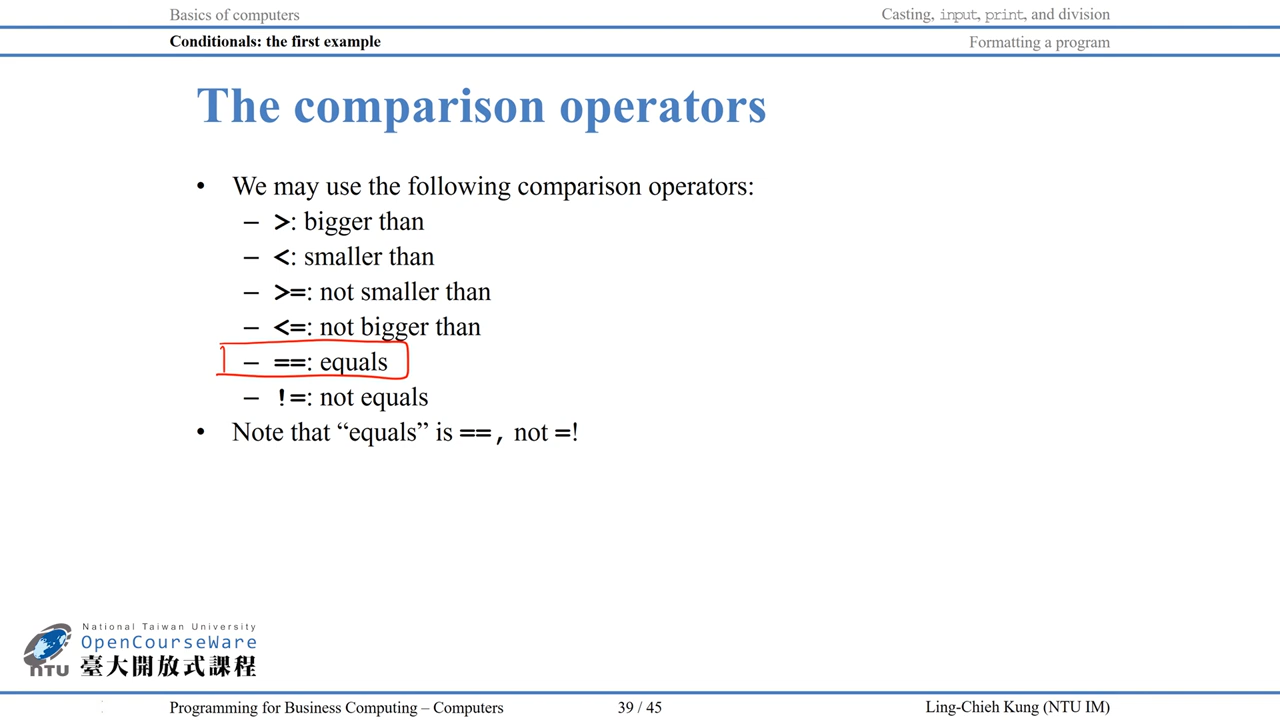 Basics of computers
Casting, input, print, and division
Conditionals: the first example
Formatting a program
The comparison operators
• We may use the following comparison operators:
– >: bigger than
– <: smaller than
– >=: not smaller than
– <=: not bigger than
– ==: equals
– !=: not equals
• Note that “equals” is ==, not =!
National Taiwan University
OpenCourseWare
NTU 臺大開放式課程
Programming for Business Computing – Computers
39 / 45
Ling-Chieh Kung (NTU IM)